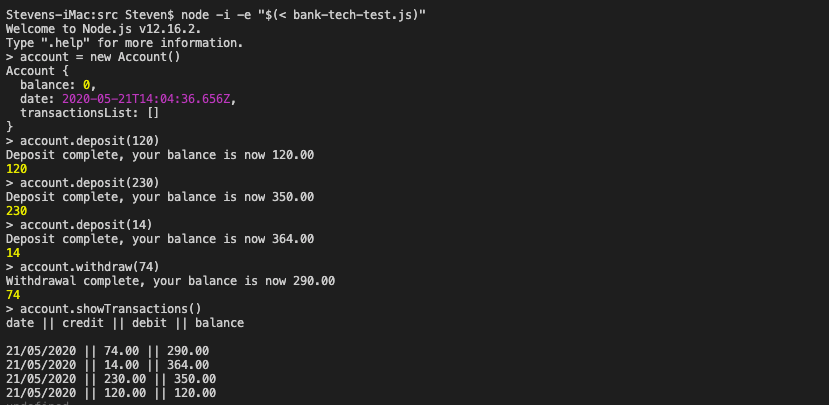 Stevens-iMac:src Steven$ node -i -e "$(< bank-tech-test.js)"
Welcome to Node.js v12.16.2.
Type ".help" for more information.
> account = new Account()
Account {
  balance: 0,
  date: 2020-05-21T14:04:36.656Z,
  transactionsList: []
}
> account.deposit(120)
Deposit complete, your balance is now 120.00
120
> account.deposit(230)
Deposit complete, your balance is now 350.00
230
> account.deposit(14)
Deposit complete, your balance is now 364.00
14
> account.withdraw(74)
Withdrawal complete, your balance is now 290.00
74
> account.showTransactions()
date || credit || debit || balance

21/05/2020 || 74.00 || 290.00
21/05/2020 || 14.00 || 364.00
21/05/2020 || 230.00 || 350.00
21/05/2020 || 120.00 || 120.00
undefined